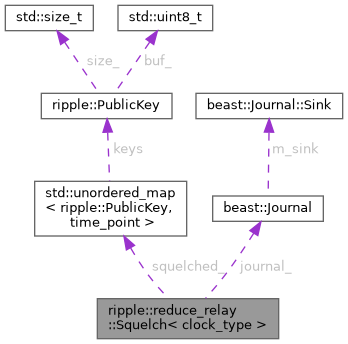 std::size_t
std::uint8_t
size_
buf_
ripple::PublicKey
beast::Journal::Sink
keys
m_sink
std::unordered_map
< ripple::PublicKey,
time_point >
beast::Journal
squelched_
journal_
ripple::reduce_relay
::Squelch< clock_type >